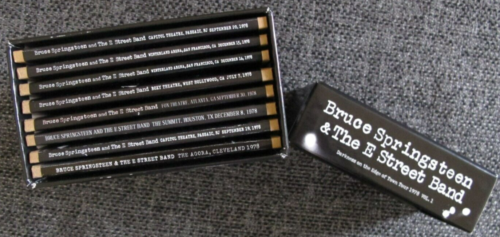 Bruce Springsteen and The E Street Band CAPITOL THEATRE, PASSAIC, NJ SEPTEMBER 20, 1978
Bruce Springsteen and The E Street Band WINTERLAND ARENA, SAN FRANCISCO, CA DECEMBER 15, 1978
Bruce Springsteen and The E Street Band WINTERLAND ARENA, SAN FRANCISCO, CA DECEMBER 16, 1978
Bruce Springsteen and The E Street Band ROXY THEATRE, WEST HOLLYWOOD, CA JULY 7, 1978
Bruce Springsteen and The E Street Band FOX THEATRE, ATLANTA GA SEPTEMBER 30, 1978
BRUCE SPRINGSTEEN AND THE E STREET BAND THE SUMMIT, HOUSTON, TX DECEMBER 8, 1978
Bruce Springsteen and The E Street Band CAPITOL THEATRE, PASSAIC, NJ SEPTEMBER 19, 1978
BRUCE SPRINGSTEEN & THE E STREET BAND THE AGORA, CLEVELAND 1978
Bruce Springsteen
& The E Street Band
Darkness on the Edge of Town Tour 1978 VOL. 1